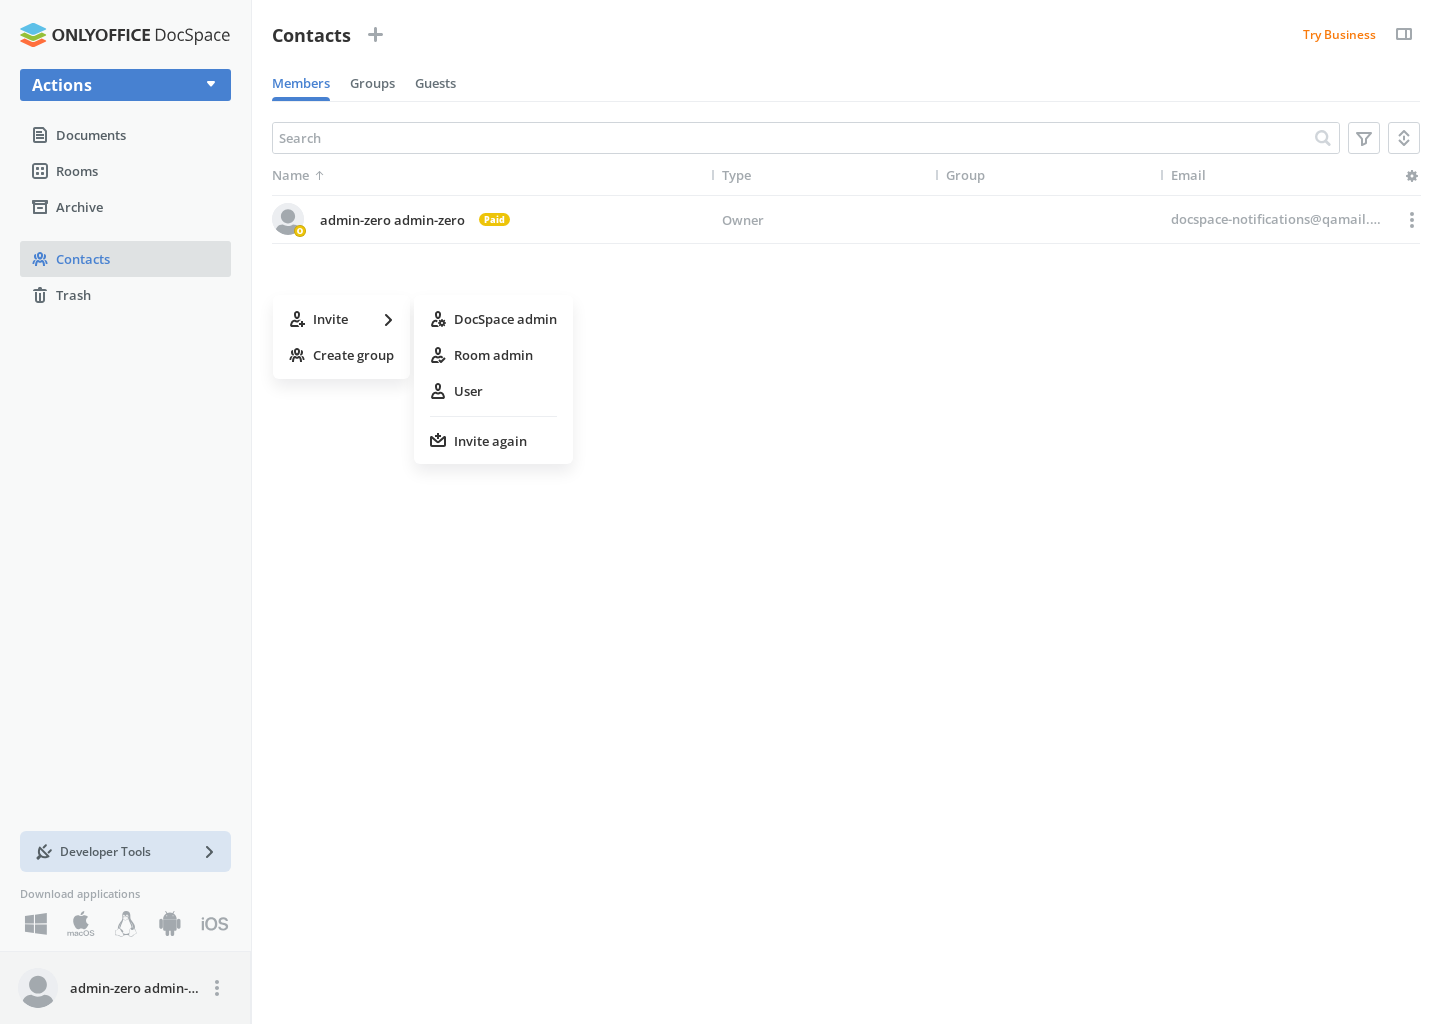 ONLYOFFICE DocSpace
Actions
Documents
Rooms
Archive
Contacts
Trash
Developer Tools
Download applications
macOS
iOS
admin-zero admin-...
Contacts
Try Business
Members Groups Guests
Search
Name Type Group Email
admin-zero admin-zero Paid Owner docspace-notifications@qamail....
Invite
Create group
DocSpace admin
Room admin
User
Invite again